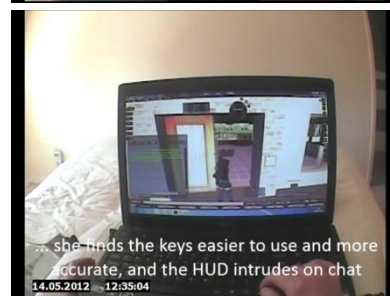 ... she finds the keys easier to use and more
accurate, and the HUD intrudes on chat
14.05.2012 12:35:04